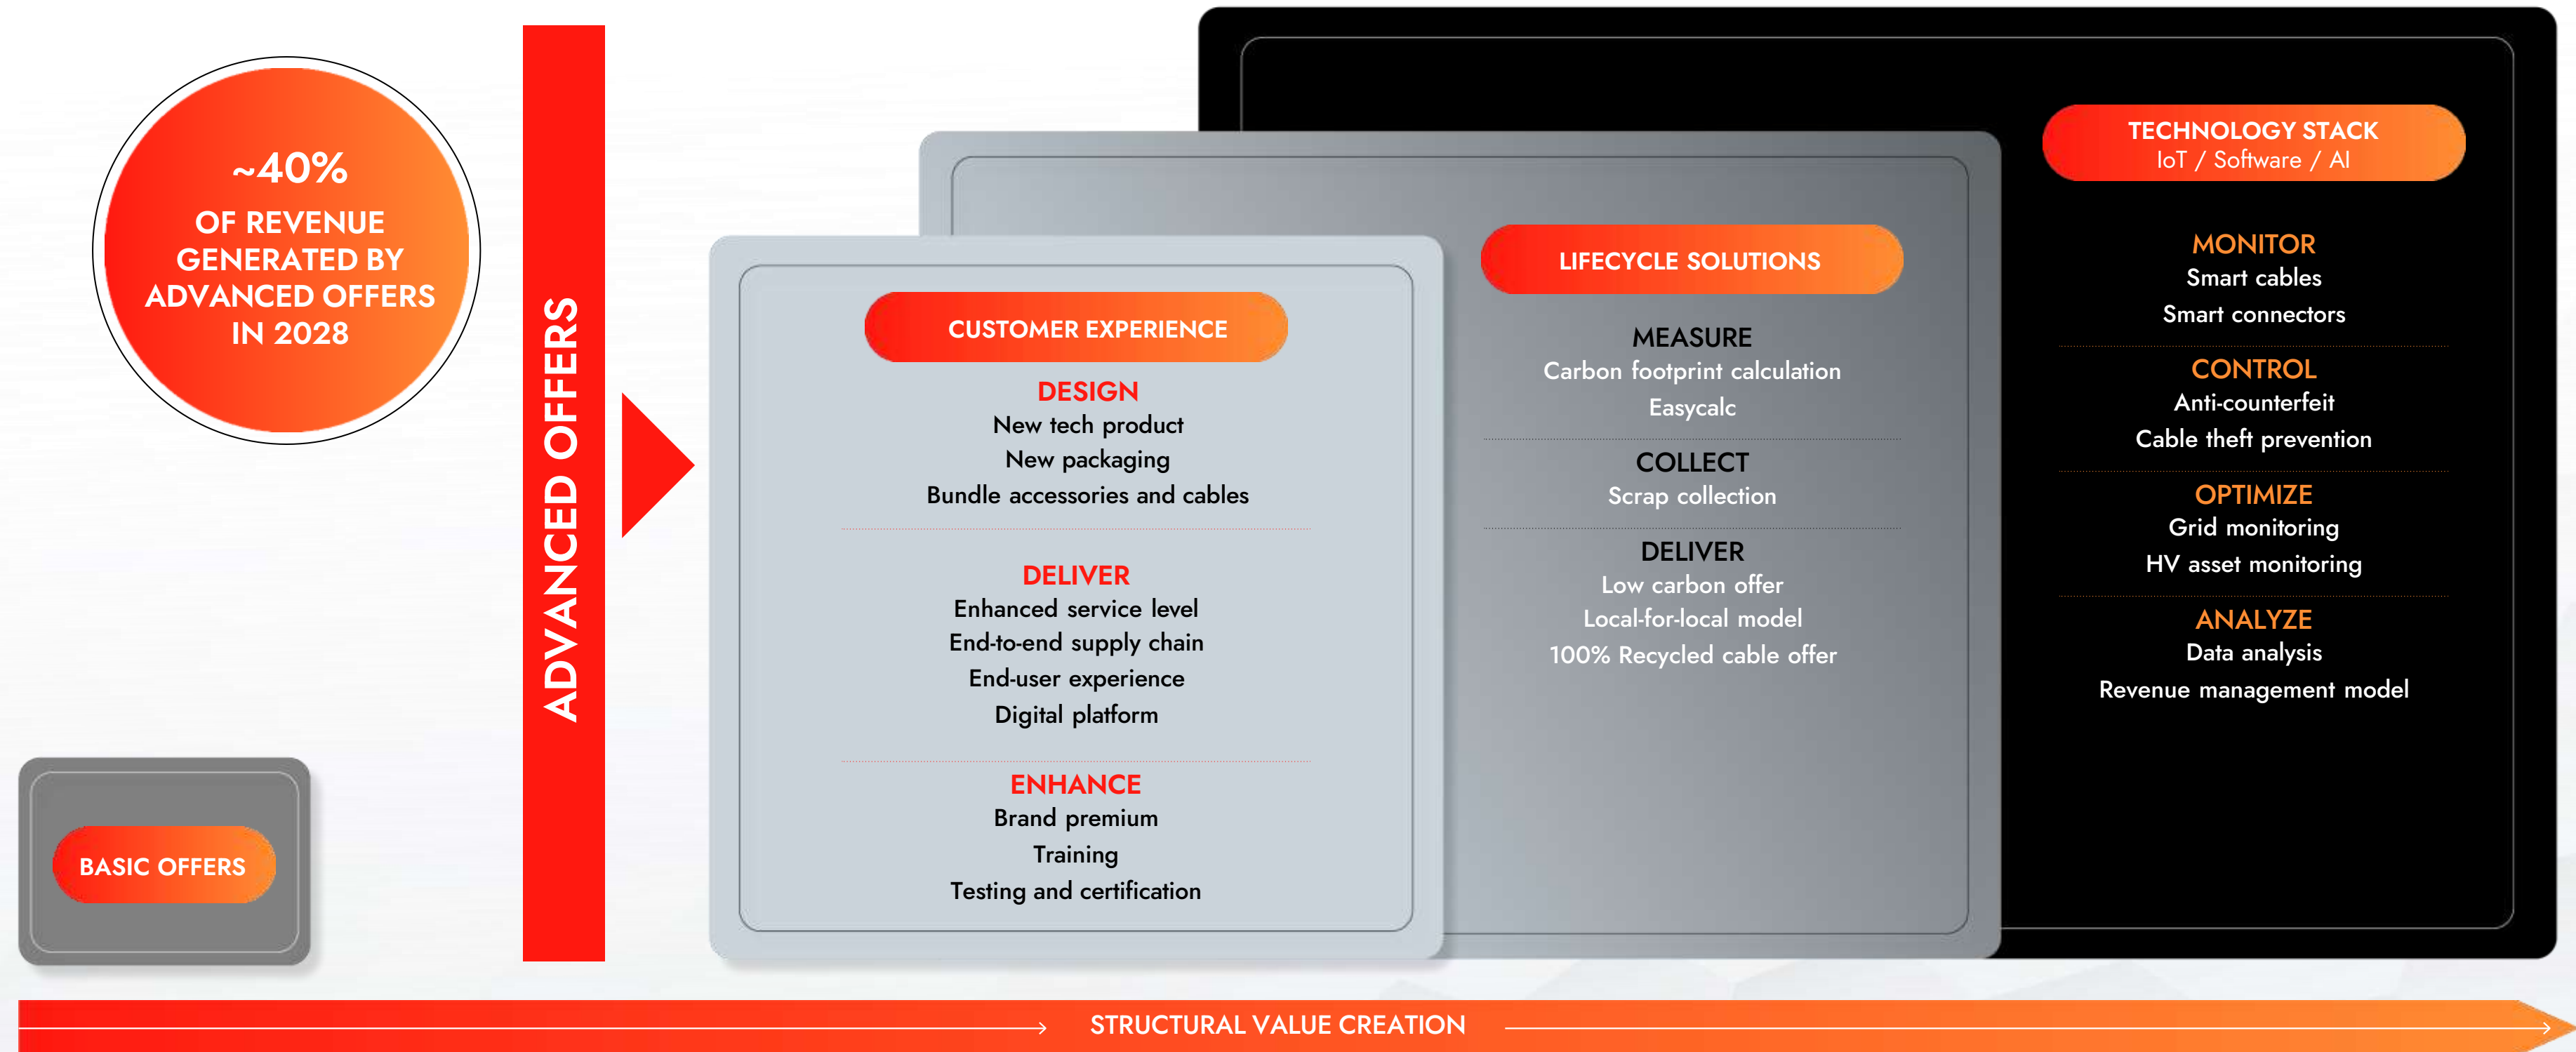 ~40%
OF REVENUE
GENERATED BY
ADVANCED OFFERS
IN 2028
BASIC OFFERS
ADVANCED OFFERS
CUSTOMER EXPERIENCE
DESIGN
New tech product
New packaging
Bundle accessories and cables
DELIVER
Enhanced service level
End-to-end supply chain
End-user experience
Digital platform
ENHANCE
Brand premium
Training
Testing and certification
LIFECYCLE SOLUTIONS
MEASURE
Carbon footprint calculation
Easycalc
COLLECT
Scrap collection
DELIVER
Low carbon offer
Local-for-local model
100% Recycled cable offer
TECHNOLOGY STACK
IoT / Software / AI
MONITOR
Smart cables
Smart connectors
CONTROL
Anti-counterfeit
Cable theft prevention
OPTIMIZE
Grid monitoring
HV asset monitoring
ANALYZE
Data analysis
Revenue management model
STRUCTURAL VALUE CREATION